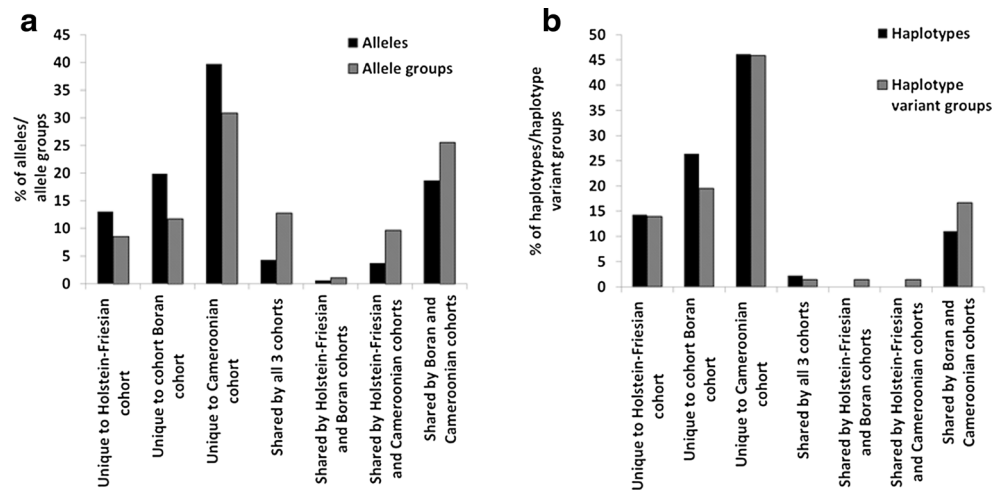 a
% of alleles/
allele groups
45
40
35
30
25
20
15
10
5
0
Alleles
Allele groups
Unique to Holstein-Friesian
cohort
Unique to cohort Boran
cohort
Unique to Cameroonian
cohort
Shared by all 3 cohorts
Shared by Holstein-Friesian
and Boran cohorts
Shared by Holstein-Friesian
and Cameroonian cohorts
Shared by Boran and
Cameroonian cohorts
b
% of haplotypes/haplotype
variant groups
50
45
40
35
30
25
20
15
10
5
0
Haplotypes
Haplotype
variant groups
Unique to Holstein-Friesian
cohort
Unique to cohort Boran
cohort
Unique to Cameroonian
cohort
Shared by all 3 cohorts
Shared by Holstein-Friesian
and Boran cohorts
Shared by Holstein-Friesian
and Cameroonian cohorts
Shared by Boran and
Cameroonian cohorts